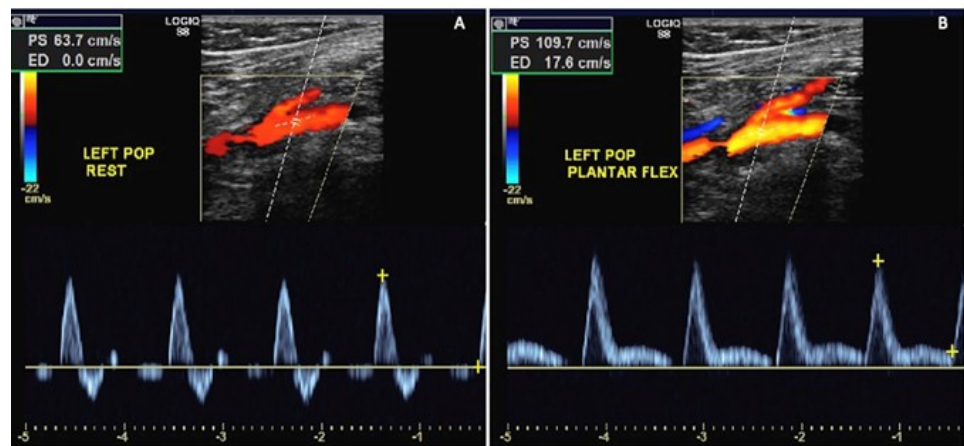 LOGIQ
S8
A
PS 63.7 cm/s
ED 0.0 cm/s
LEFT POP
REST
-22
cm/s
-5 -4 -3 -2 -1
LOGIQ
S8
B
PS 109.7 cm/s
ED 17.6 cm/s
LEFT POP
PLANTAR FLEX
-22
cm/s
-5 -4 -3 -2 -1